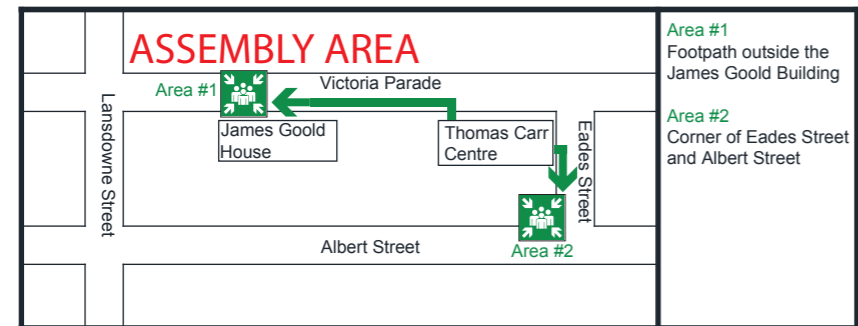 ASSEMBLY AREA
Area #1
Victoria Parade
Lansdowne Street
James Goold
House
Thomas Carr
Centre
Eades Street
Albert Street
Area #2
Area #1
Footpath outside the
James Goold Building
Area #2
Corner of Eades Street
and Albert Street